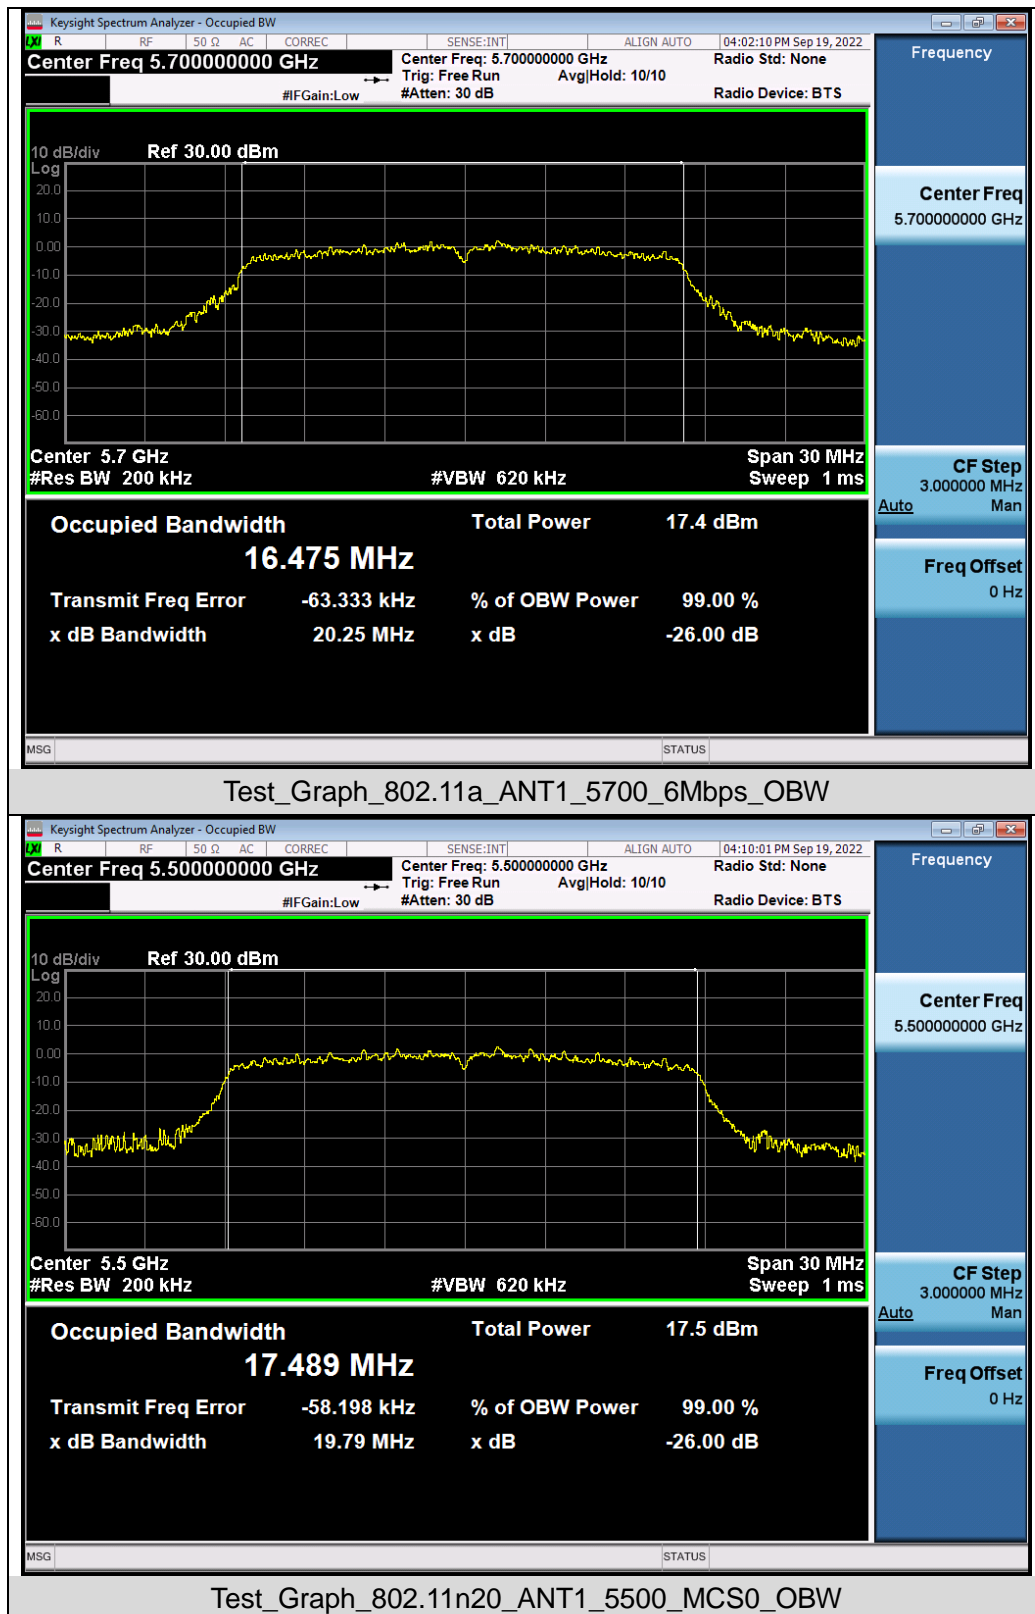 Keysight Spectrum Analyzer - Occupied BW
LXI R RF 50 Ω AC CORREC SENSE:INT ALIGN AUTO 04:02:10 PM Sep 19, 2022
Center Freq 5.700000000 GHz Center Freq: 5.700000000 GHz Radio Std: None
Trig: Free Run Avg|Hold: 10/10
#IFGain:Low #Atten: 30 dB Radio Device: BTS
Frequency
10 dB/div Ref 30.00 dBm
Log
20.0
10.0
0.00
-10.0
-20.0
-30.0
-40.0
-50.0
-60.0
Center 5.7 GHz Span 30 MHz
#Res BW 200 kHz #VBW 620 kHz Sweep 1 ms
Center Freq
5.700000000 GHz
CF Step
3.000000 MHz
Auto Man
Freq Offset
0 Hz
Occupied Bandwidth Total Power 17.4 dBm
16.475 MHz
Transmit Freq Error -63.333 kHz % of OBW Power 99.00 %
x dB Bandwidth 20.25 MHz x dB -26.00 dB
MSG STATUS
Test_Graph_802.11a_ANT1_5700_6Mbps_OBW
Keysight Spectrum Analyzer - Occupied BW
LXI R RF 50 Ω AC CORREC SENSE:INT ALIGN AUTO 04:10:01 PM Sep 19, 2022
Center Freq 5.500000000 GHz Center Freq: 5.500000000 GHz Radio Std: None
Trig: Free Run Avg|Hold: 10/10
#IFGain:Low #Atten: 30 dB Radio Device: BTS
Frequency
10 dB/div Ref 30.00 dBm
Log
20.0
10.0
0.00
-10.0
-20.0
-30.0
-40.0
-50.0
-60.0
Center 5.5 GHz Span 30 MHz
#Res BW 200 kHz #VBW 620 kHz Sweep 1 ms
Center Freq
5.500000000 GHz
CF Step
3.000000 MHz
Auto Man
Freq Offset
0 Hz
Occupied Bandwidth Total Power 17.5 dBm
17.489 MHz
Transmit Freq Error -58.198 kHz % of OBW Power 99.00 %
x dB Bandwidth 19.79 MHz x dB -26.00 dB
MSG STATUS
Test_Graph_802.11n20_ANT1_5500_MCS0_OBW